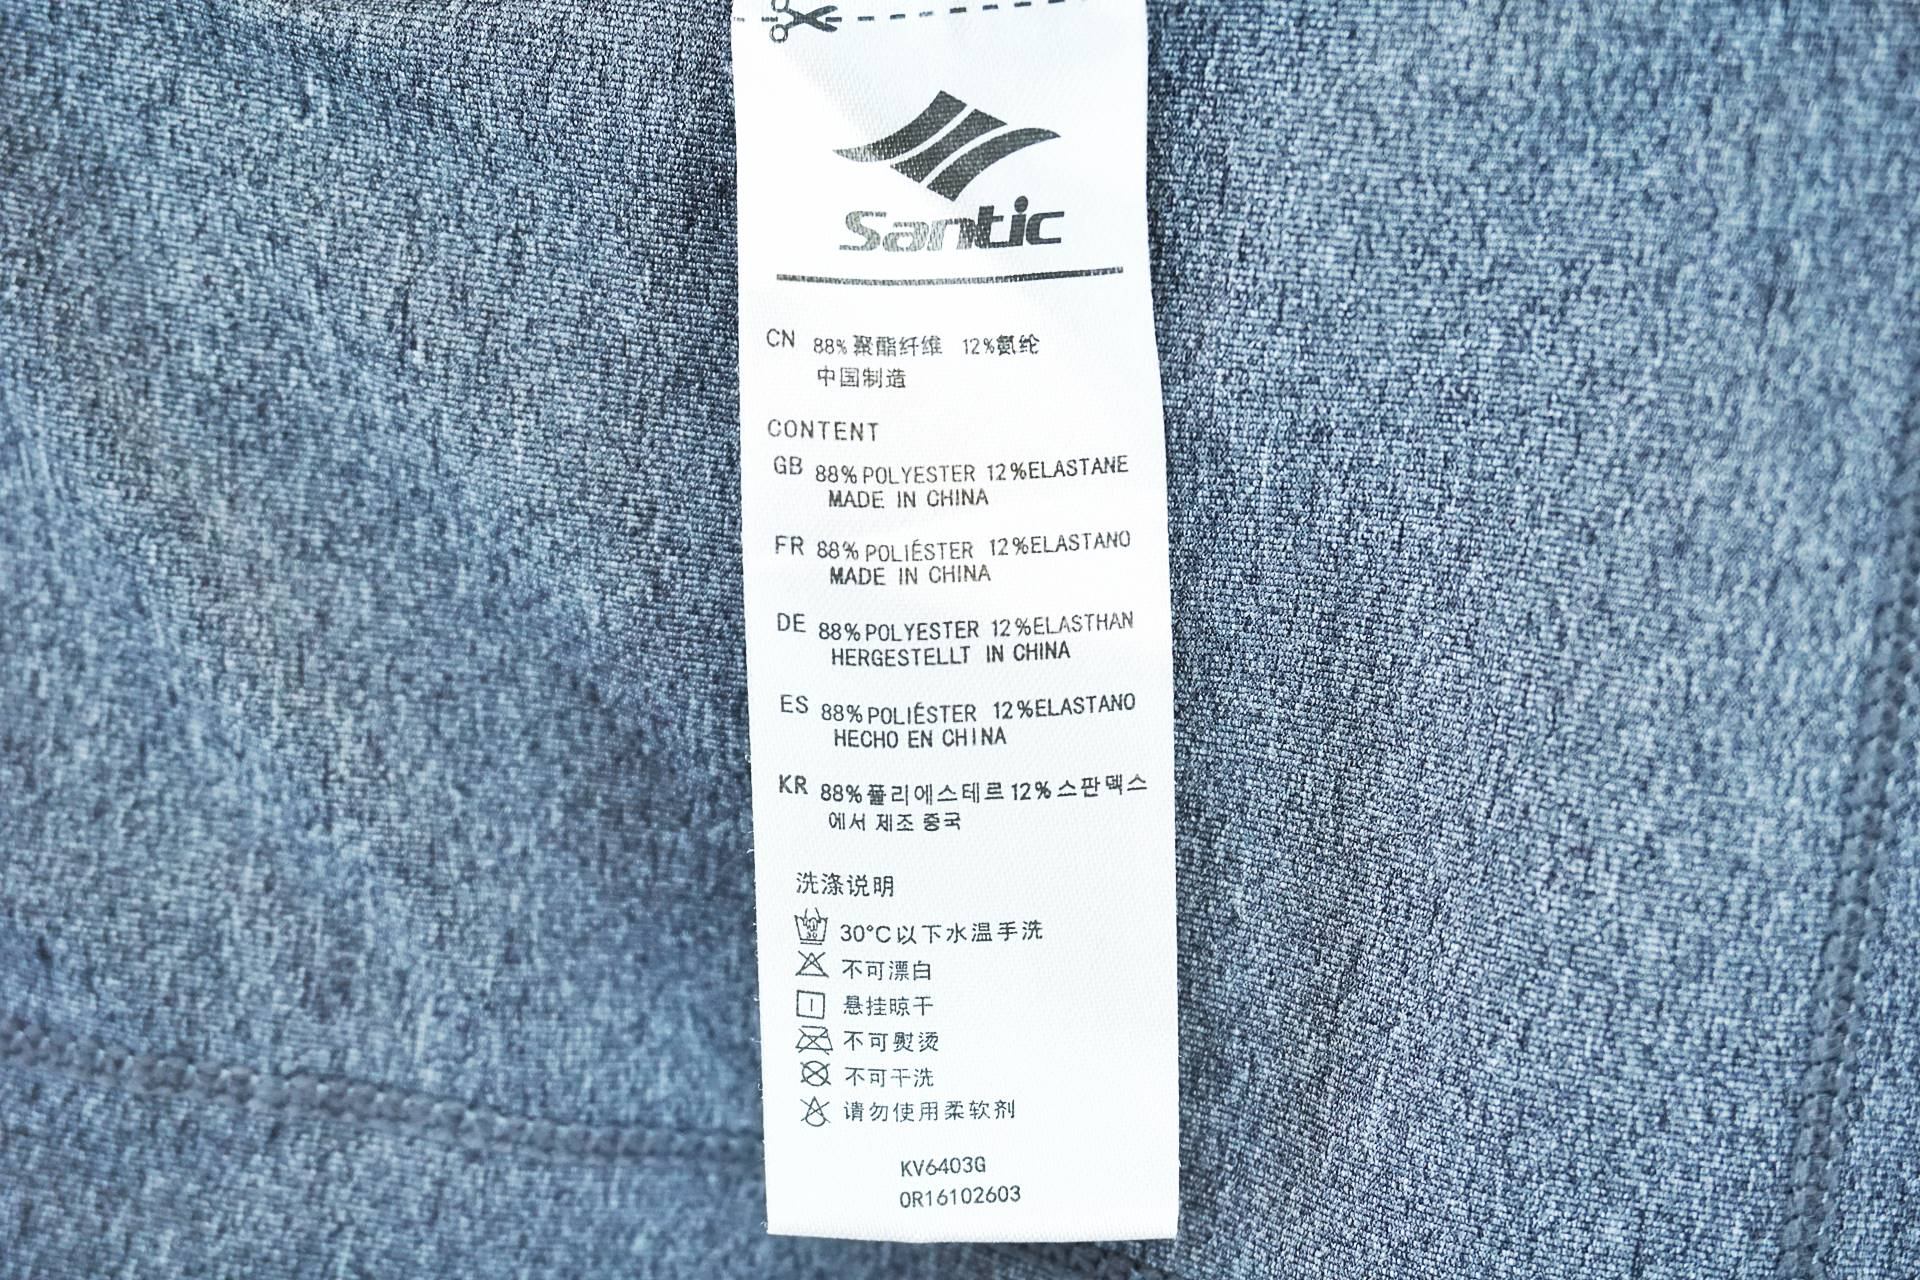 Santic
CN 88%聚酯纤维 12%氨纶
中国制造
CONTENT
GB 88%POLYESTER 12%ELASTANE
MADE IN CHINA
FR 88%POLIÉSTER 12%ELASTANO
MADE IN CHINA
DE 88%POLYESTER 12%ELASTHAN
HERGESTELLT IN CHINA
ES 88%POLIÉSTER 12%ELASTANO
HECHO EN CHINA
KR 88%폴리에스테르 12%스판덱스
에서 제조 중국
洗涤说明
30°C以下水温手洗
不可漂白
悬挂晾干
不可熨烫
不可干洗
请勿使用柔软剂
KV6403G
OR16102603